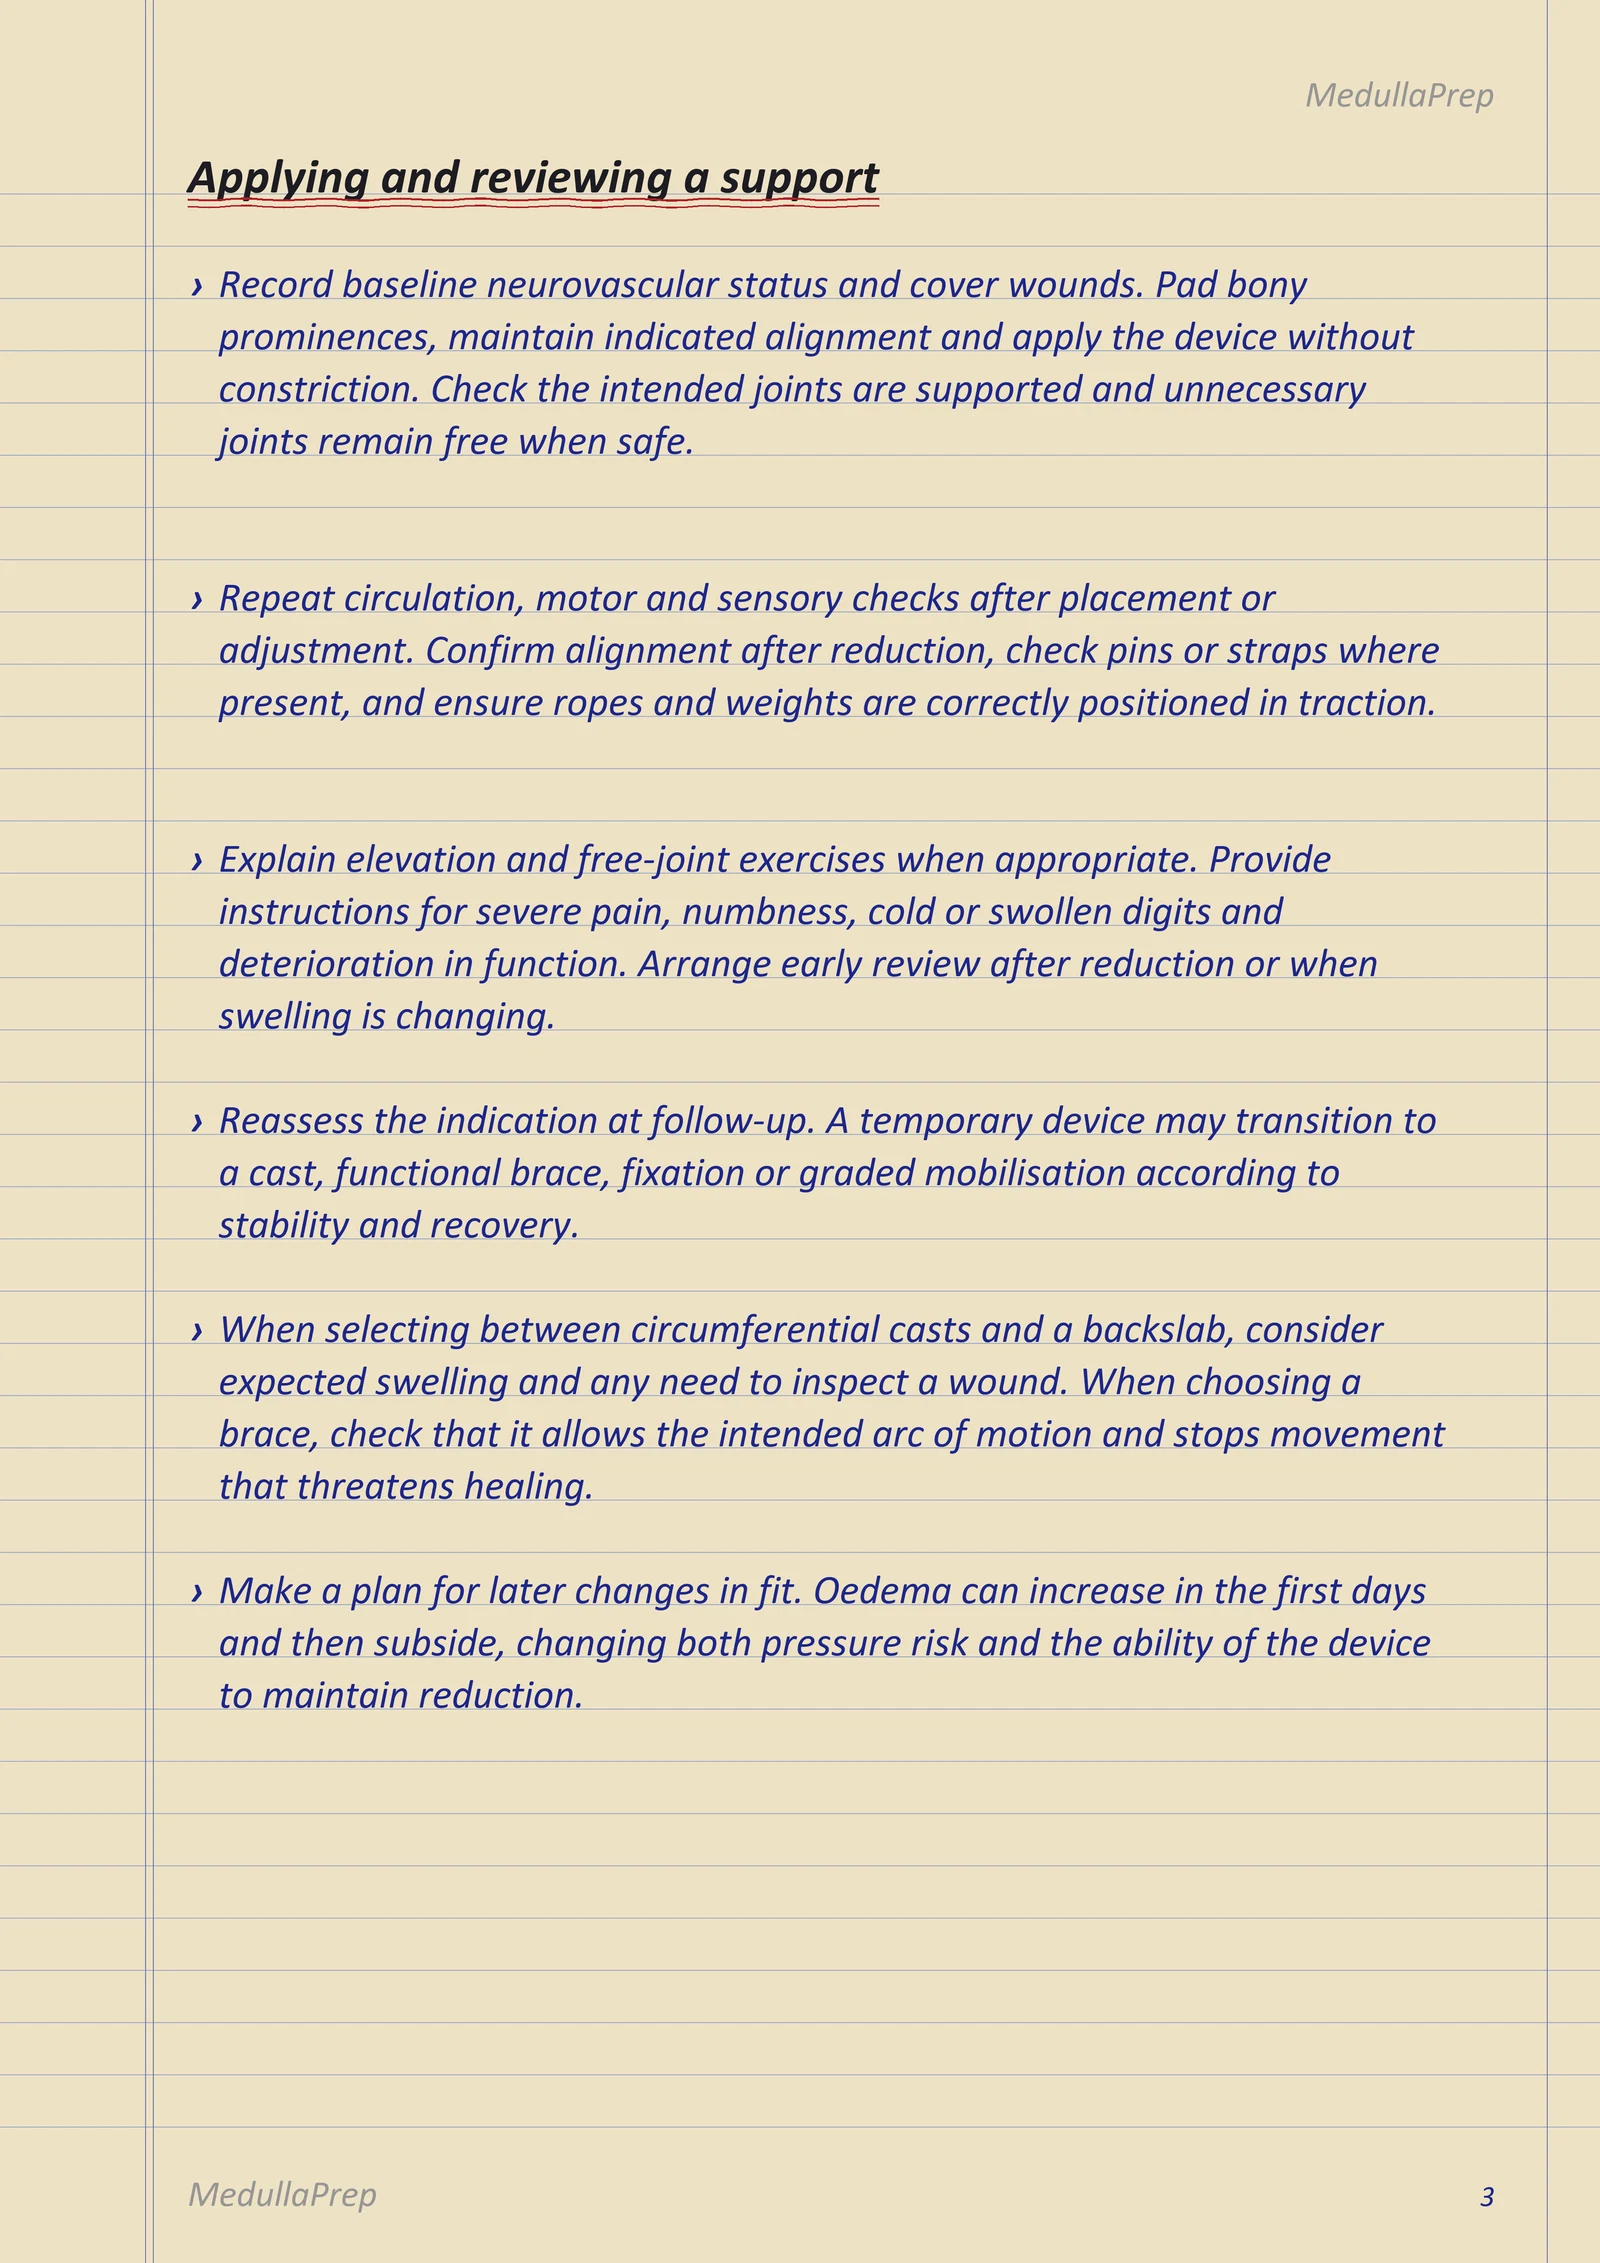 MedullaPrep
Applying and reviewing a support
› Record baseline neurovascular status and cover wounds. Pad bony
prominences, maintain indicated alignment and apply the device without
constriction. Check the intended joints are supported and unnecessary
joints remain free when safe.
› Repeat circulation, motor and sensory checks after placement or
adjustment. Confirm alignment after reduction, check pins or straps where
present, and ensure ropes and weights are correctly positioned in traction.
› Explain elevation and free-joint exercises when appropriate. Provide
instructions for severe pain, numbness, cold or swollen digits and
deterioration in function. Arrange early review after reduction or when
swelling is changing.
› Reassess the indication at follow-up. A temporary device may transition to
a cast, functional brace, fixation or graded mobilisation according to
stability and recovery.
› When selecting between circumferential casts and a backslab, consider
expected swelling and any need to inspect a wound. When choosing a
brace, check that it allows the intended arc of motion and stops movement
that threatens healing.
› Make a plan for later changes in fit. Oedema can increase in the first days
and then subside, changing both pressure risk and the ability of the device
to maintain reduction.
MedullaPrep
3